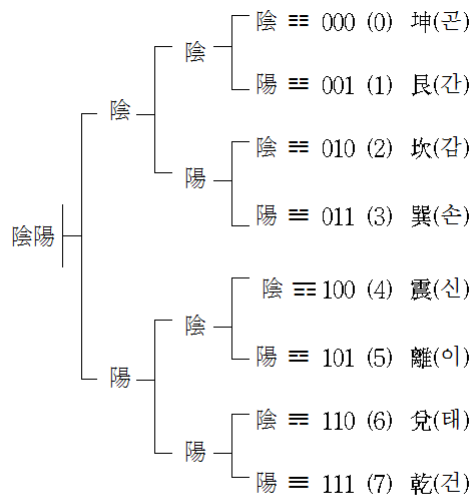 陰 ☷ 000 (0) 坤(곤)
陰
陽 ☶ 001 (1) 艮(간)
陰
陰 ☵ 010 (2) 坎(감)
陽
陽 ☴ 011 (3) 巽(손)
陰陽
陰 ☳ 100 (4) 震(신)
陰
陽 ☲ 101 (5) 離(이)
陽
陰 ☱ 110 (6) 兌(태)
陽
陽 ☰ 111 (7) 乾(건)